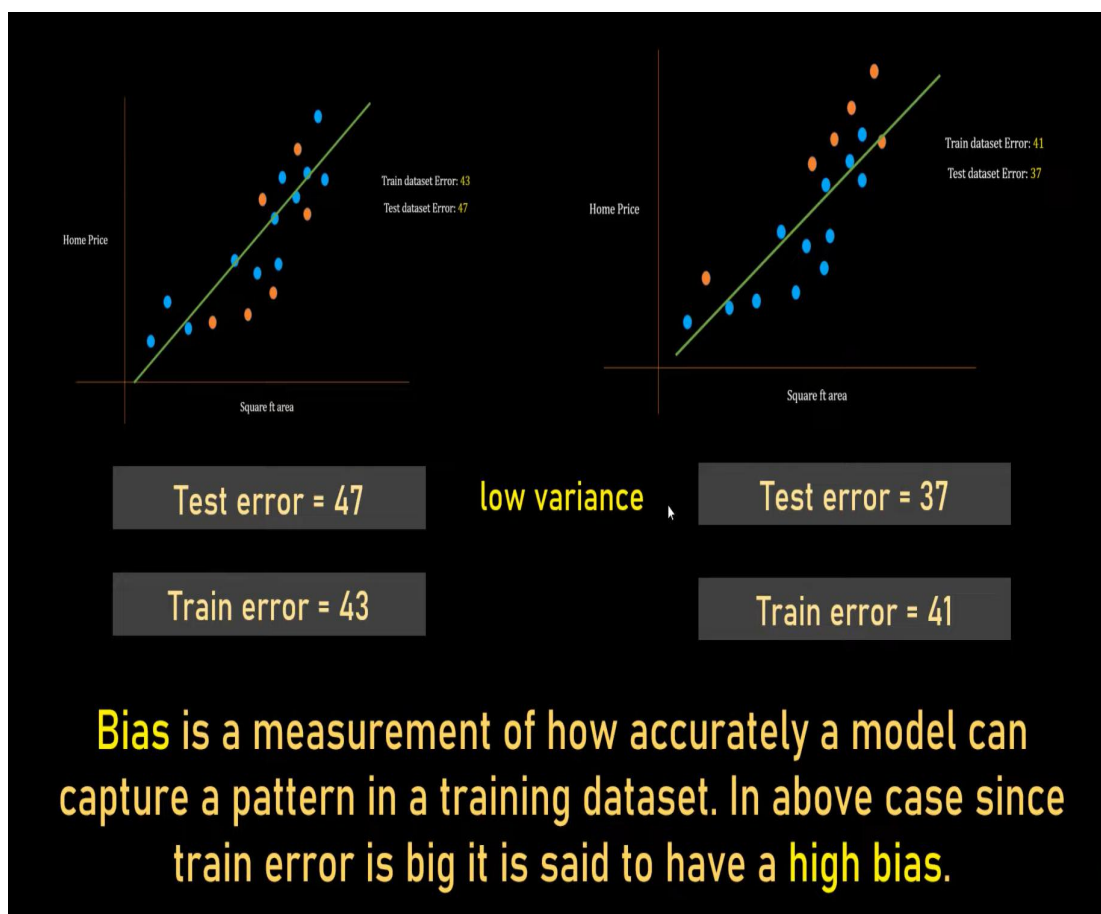 Train dataset Error: 43
Test dataset Error: 47
Home Price
Square ft area
Train dataset Error: 41
Test dataset Error: 37
Home Price
Square ft area
Test error = 47
low variance
Test error = 37
Train error = 43
Train error = 41
Bias is a measurement of how accurately a model can
capture a pattern in a training dataset. In above case since
train error is big it is said to have a high bias.